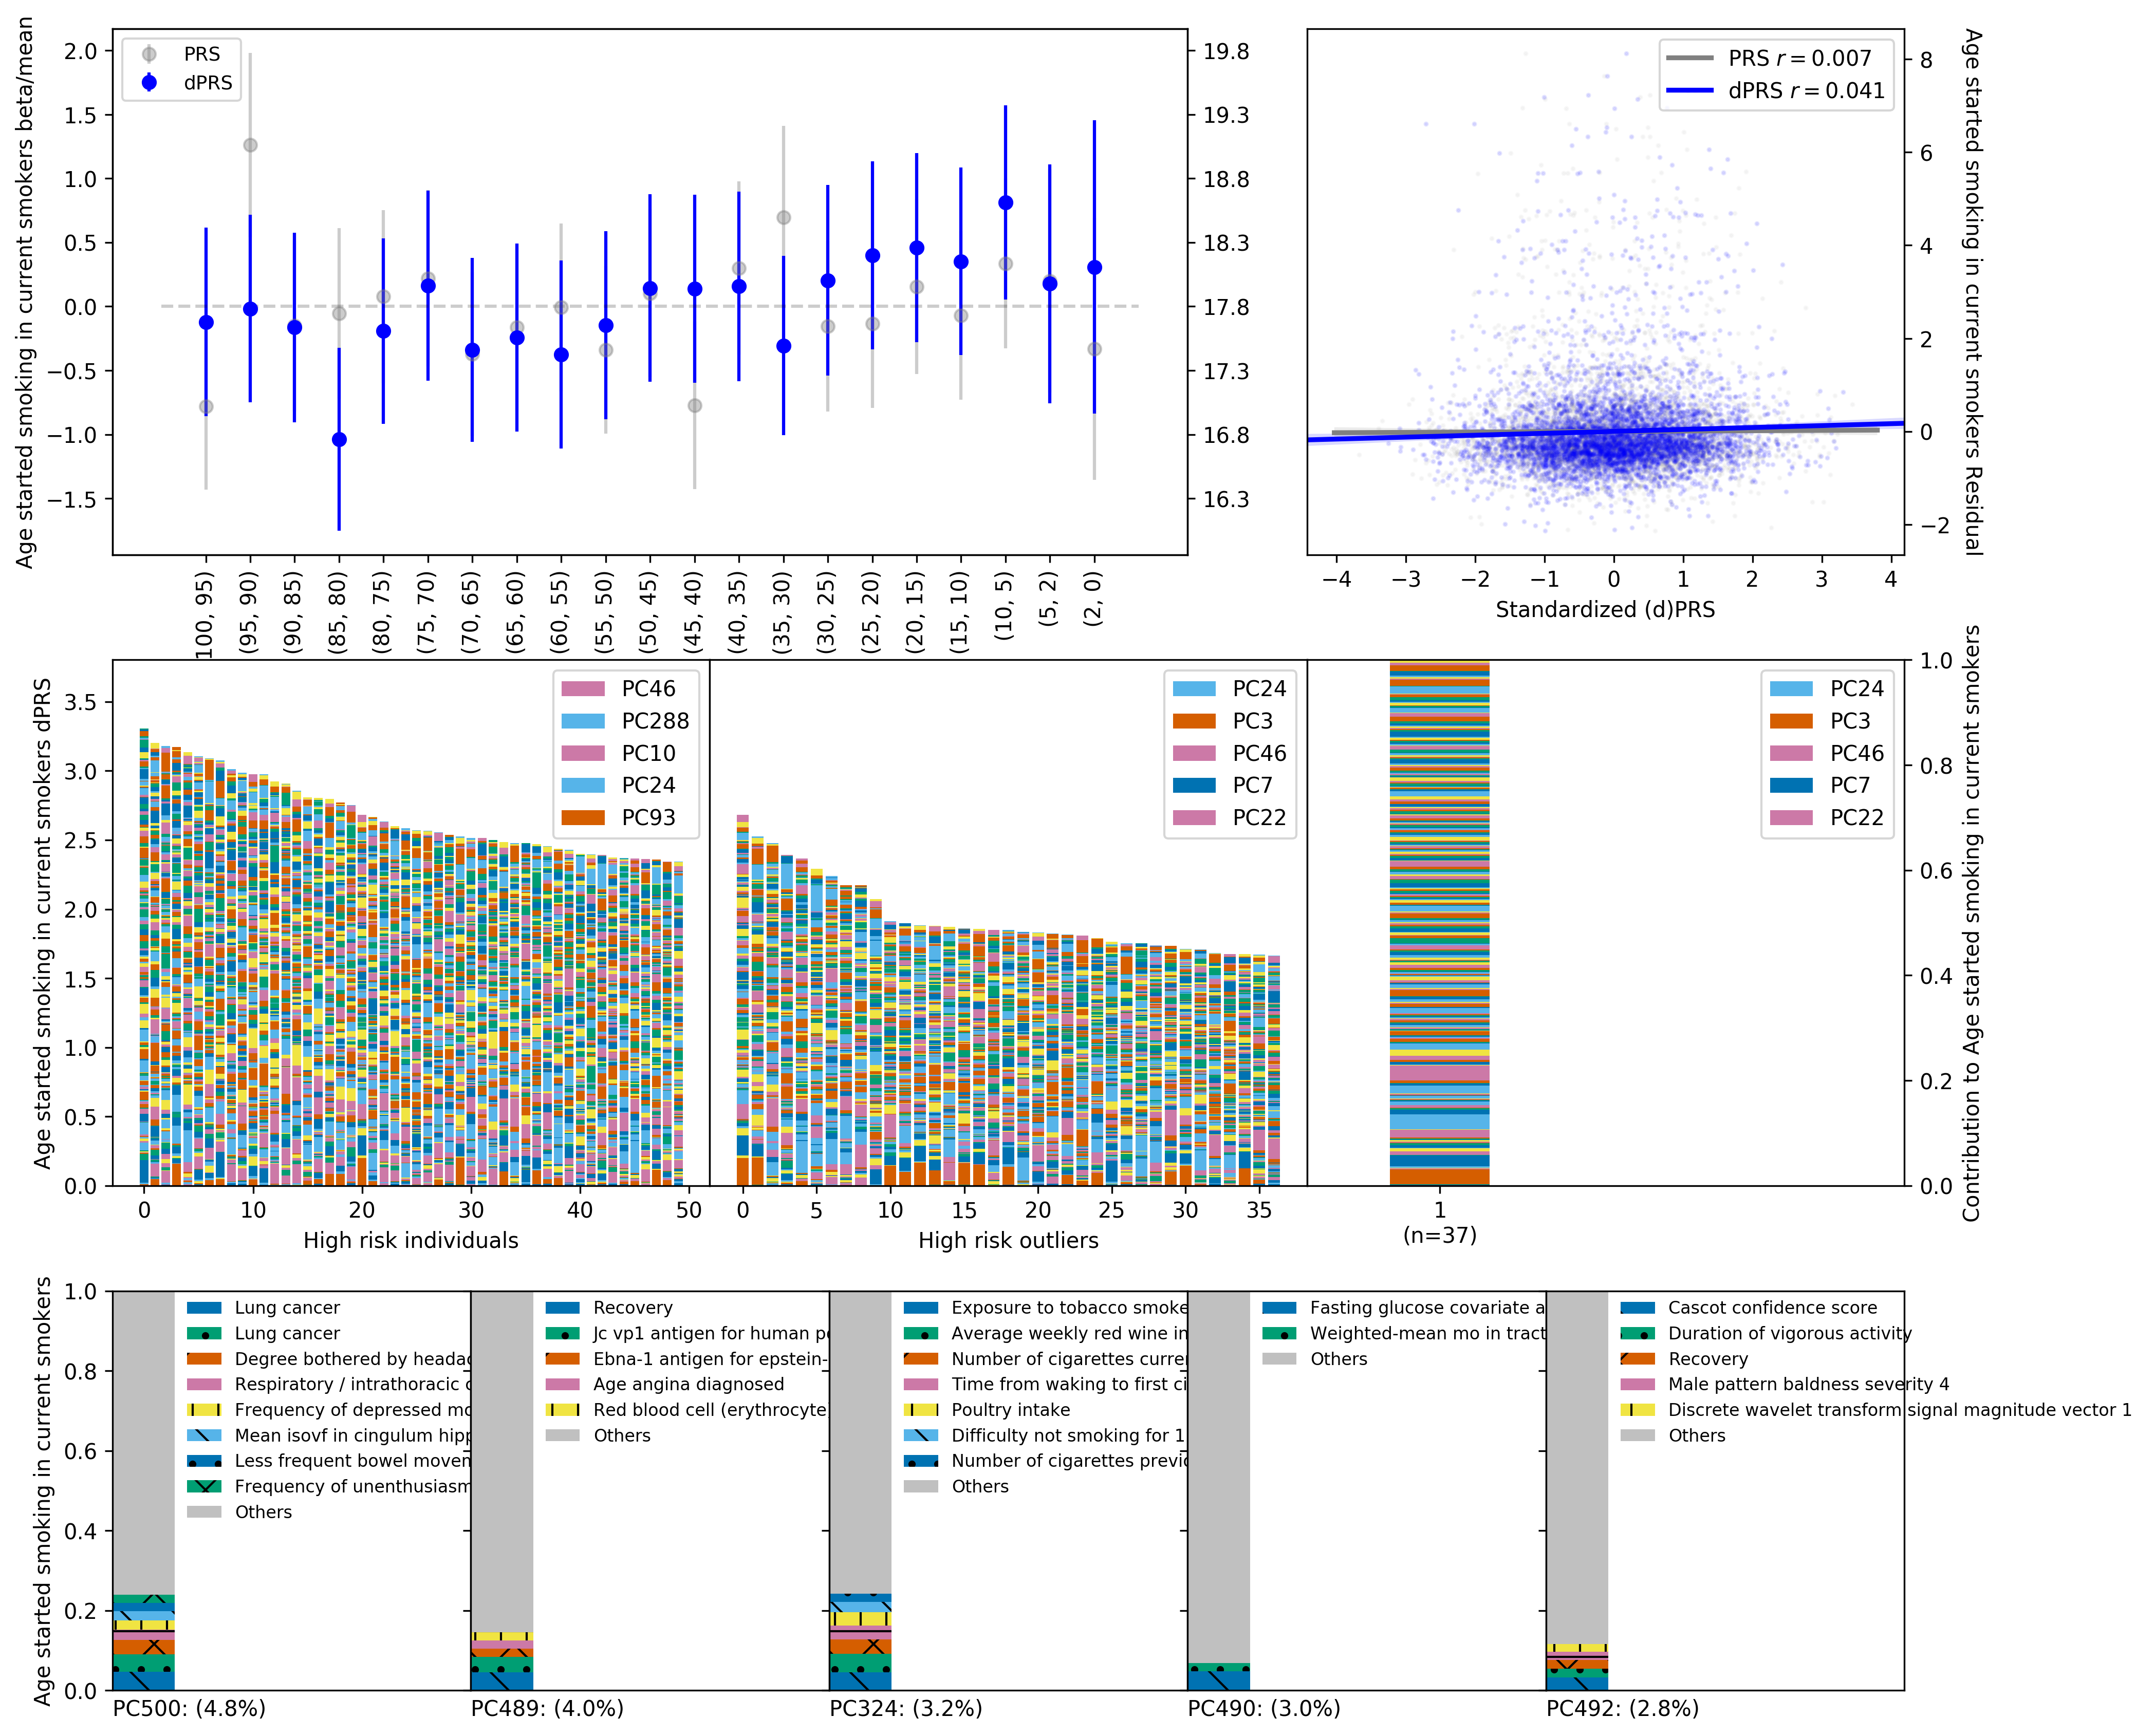 Age started smoking in current smokers beta/mean
2.0
1.5
1.0
0.5
0.0
−0.5
−1.0
−1.5
PRS
dPRS
19.8
19.3
18.8
18.3
17.8
17.3
16.8
16.3
100, 95)
(95, 90)
(90, 85)
(85, 80)
(80, 75)
(75, 70)
(70, 65)
(65, 60)
(60, 55)
(55, 50)
(50, 45)
(45, 40)
(40, 35)
(35, 30)
(30, 25)
(25, 20)
(20, 15)
(15, 10)
(10, 5)
(5, 2)
(2, 0)
PRS r = 0.007
dPRS r = 0.041
8
6
4
2
0
−2
Age started smoking in current smokers Residual
−4 −3 −2 −1 0 1 2 3 4
Standardized (d)PRS
Age started smoking in current smokers dPRS
3.5
3.0
2.5
2.0
1.5
1.0
0.5
0.0
PC46
PC288
PC10
PC24
PC93
0 10 20 30 40 50
High risk individuals
PC24
PC3
PC46
PC7
PC22
0 5 10 15 20 25 30 35
High risk outliers
PC24
PC3
PC46
PC7
PC22
1
(n=37)
1.0
0.8
0.6
0.4
0.2
0.0
Contribution to Age started smoking in current smokers
Age started smoking in current smokers
1.0
0.8
0.6
0.4
0.2
0.0
Lung cancer
Lung cancer
Degree bothered by headac
Respiratory / intrathoracic
Frequency of depressed mo
Mean isovf in cingulum hipp
Less frequent bowel movem
Frequency of unenthusiasm
Others
PC500: (4.8%)
Recovery
Jc vp1 antigen for human po
Ebna-1 antigen for epstein-
Age angina diagnosed
Red blood cell (erythrocyte)
Others
PC489: (4.0%)
Exposure to tobacco smoke
Average weekly red wine in
Number of cigarettes curren
Time from waking to first ci
Poultry intake
Difficulty not smoking for 1
Number of cigarettes previo
Others
PC324: (3.2%)
Fasting glucose covariate a
Weighted-mean mo in tract
Others
PC490: (3.0%)
Cascot confidence score
Duration of vigorous activity
Recovery
Male pattern baldness severity 4
Discrete wavelet transform signal magnitude vector 1
Others
PC492: (2.8%)